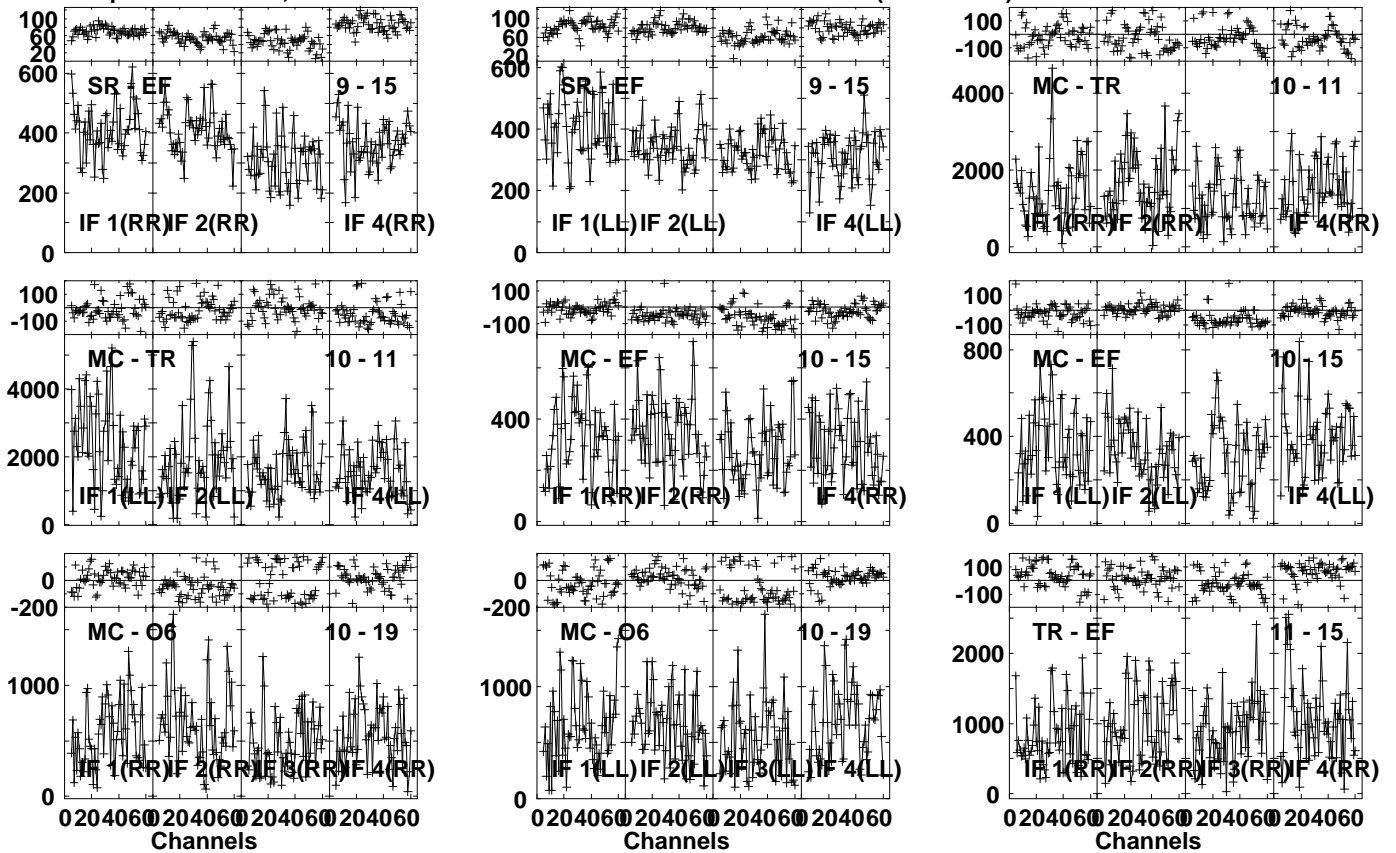 100
60
20
600
400
200
0
SR - EF 9 - 15
IF 1(RR) IF 2(RR) IF 4(RR)
100
60
20
600
400
200
0
SR - EF 9 - 15
IF 1(LL) IF 2(LL) IF 4(LL)
100
-100
4000
2000
0
MC - TR 10 - 11
IF 1(RR) IF 2(RR) IF 4(RR)
100
-100
4000
2000
0
MC - TR 10 - 11
IF 1(LL) IF 2(LL) IF 4(LL)
100
-100
400
0
MC - EF 10 - 15
IF 1(RR) IF 2(RR) IF 4(RR)
100
-100
800
400
0
MC - EF 10 - 15
IF 1(LL) IF 2(LL) IF 4(LL)
0
-200
1000
0
MC - O6 10 - 19
IF 1(RR) IF 2(RR) IF 3(RR) IF 4(RR)
0 20 40 60 0 20 40 60 0 20 40 60 0 20 40 60
Channels
0
-200
1000
0
MC - O6 10 - 19
IF 1(LL) IF 2(LL) IF 3(LL) IF 4(LL)
0 20 40 60 0 20 40 60 0 20 40 60 0 20 40 60
Channels
100
-100
2000
1000
0
TR - EF 11 - 15
IF 1(RR) IF 2(RR) IF 3(RR) IF 4(RR)
0 20 40 60 0 20 40 60 0 20 40 60 0 20 40 60
Channels